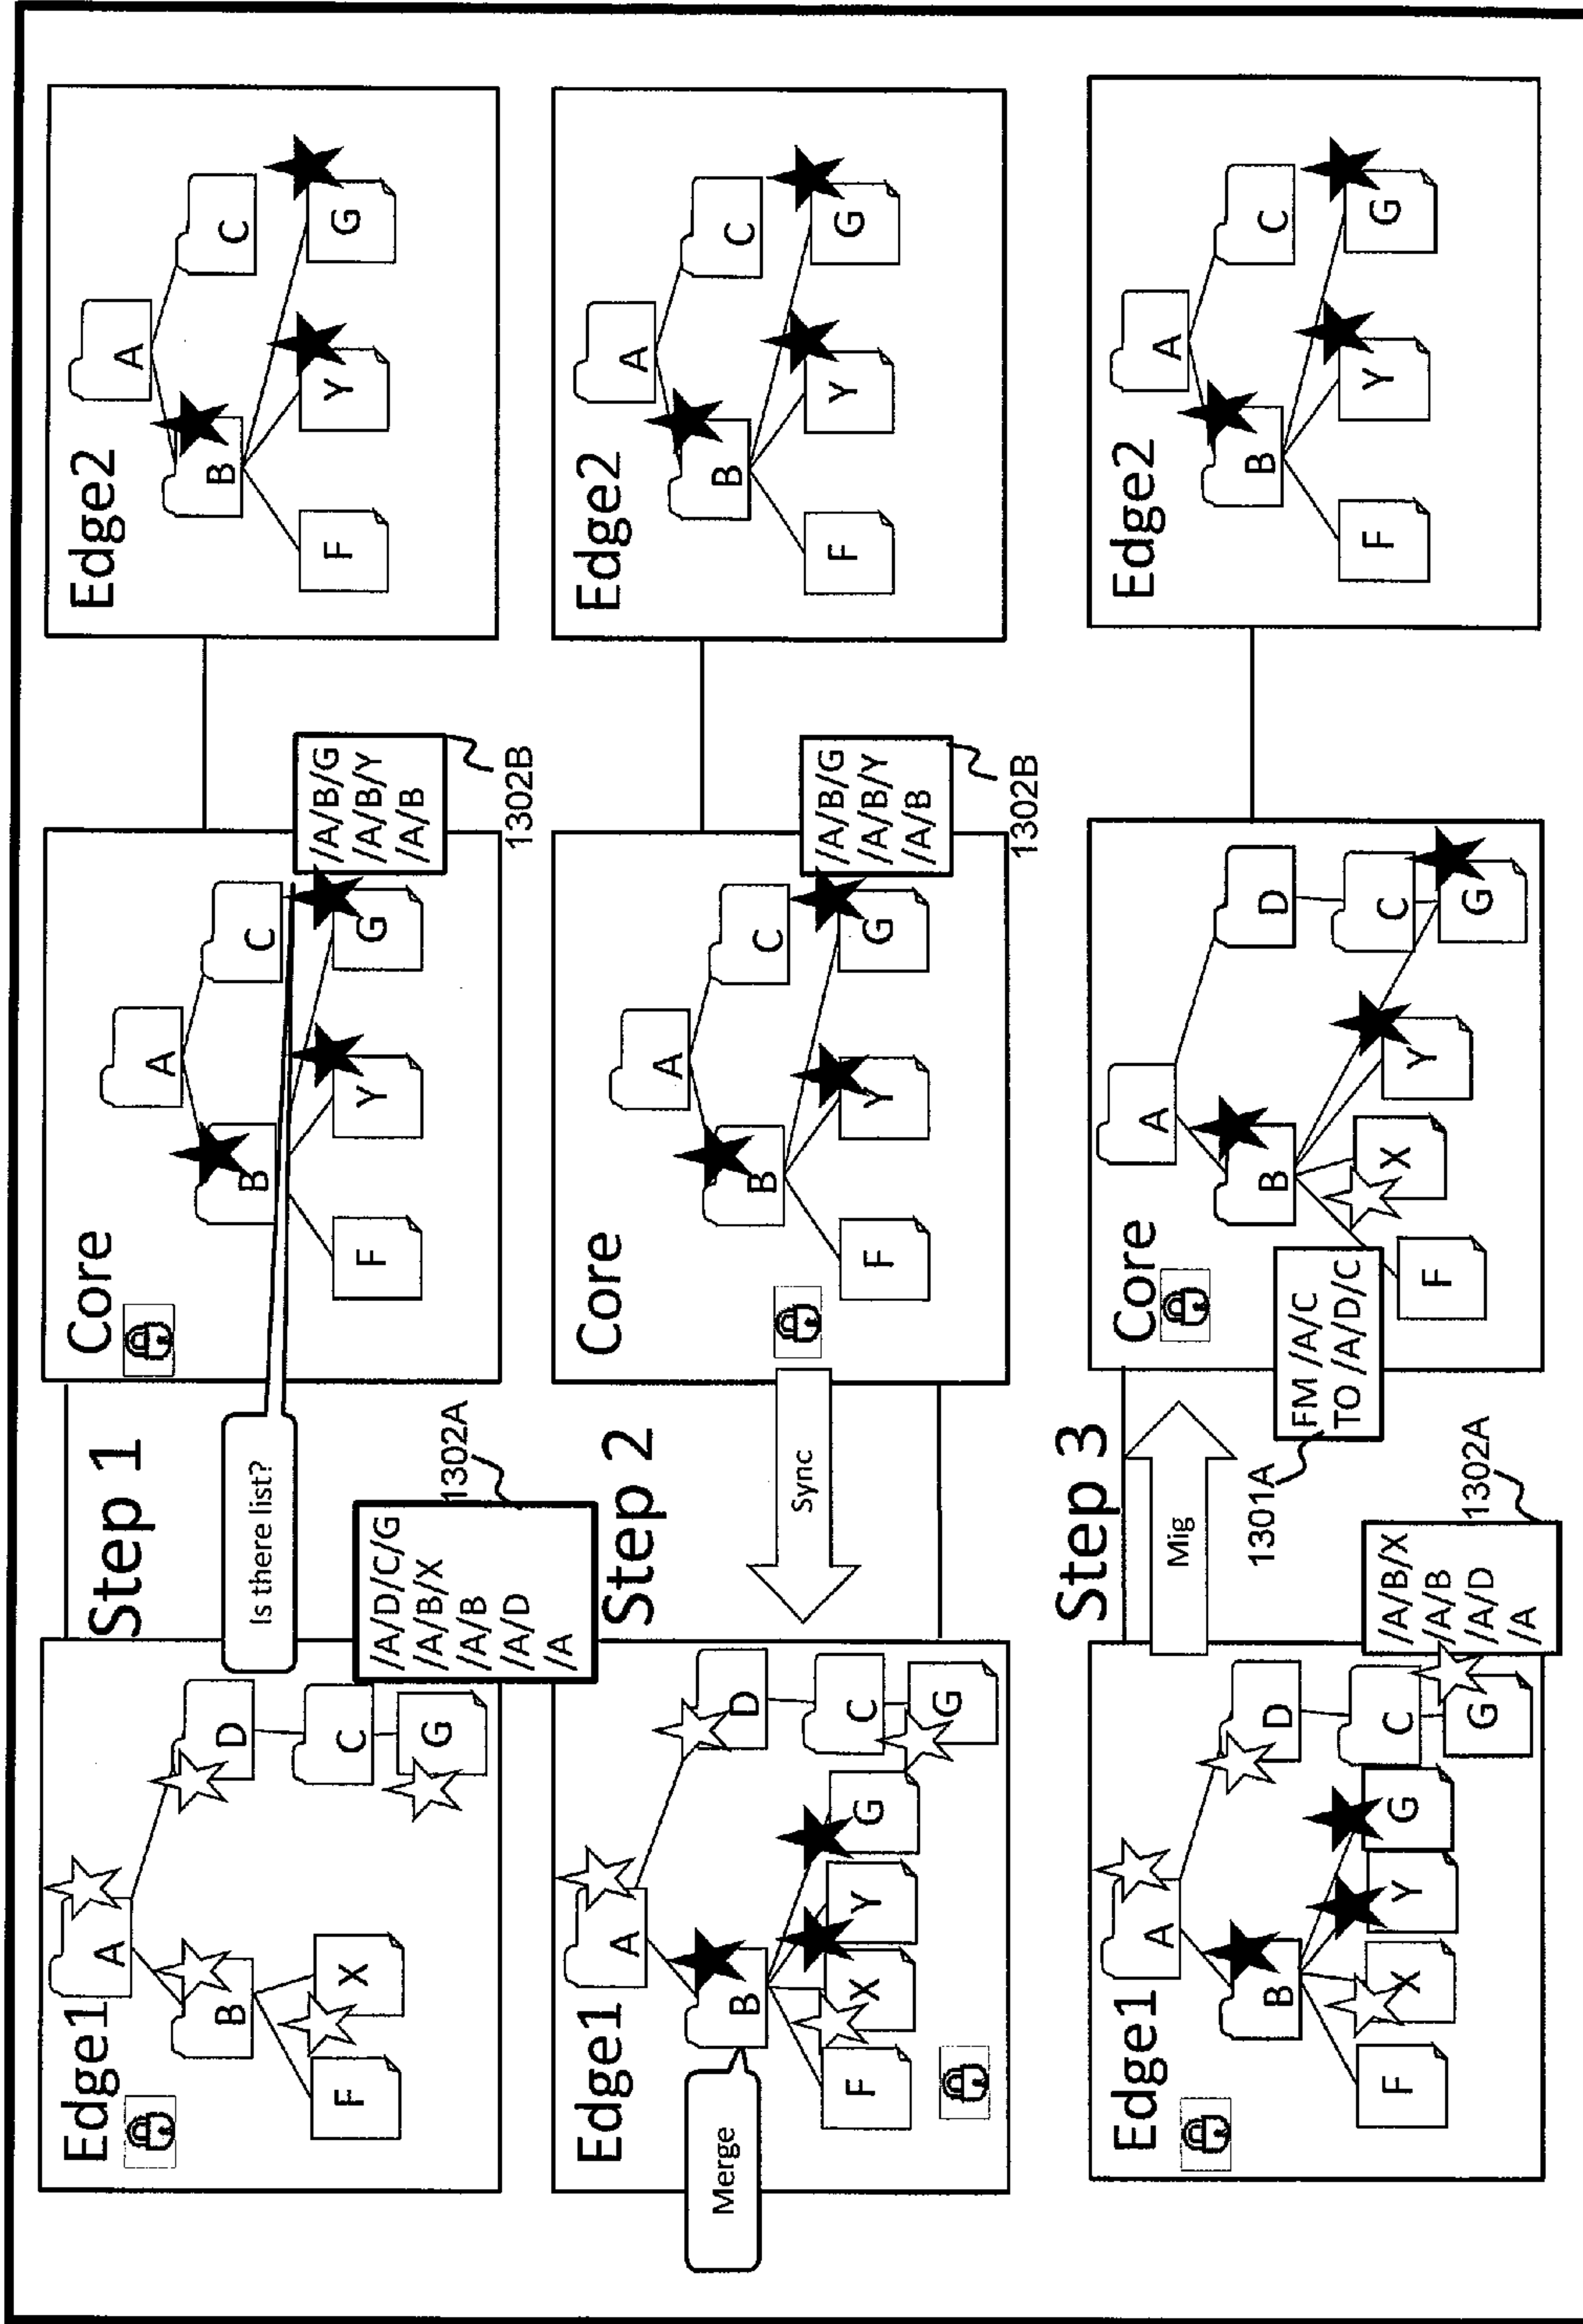 Step 1
Edge1
A
B
D
F
X
C
G
/A/D/C/G
/A/B/X
/A/B
/A/D
/A
1302A
Is there list?
Core
A
B
C
F
Y
G
/A/B/G
/A/B/Y
/A/B
1302B
Edge2
A
B
C
F
Y
G
Step 2
Edge1
Merge
A
B
D
F
X
Y
G
C
G
Sync
Core
A
B
C
F
Y
G
/A/B/G
/A/B/Y
/A/B
1302B
Edge2
A
B
C
F
Y
G
Step 3
Edge1
A
B
D
F
X
Y
G
C
G
/A/B/X
/A/B
/A/D
/A
1302A
Mig
1301A
FM /A/C
TO /A/D/C
Core
A
B
D
F
X
Y
C
G
Edge2
A
B
C
F
Y
G